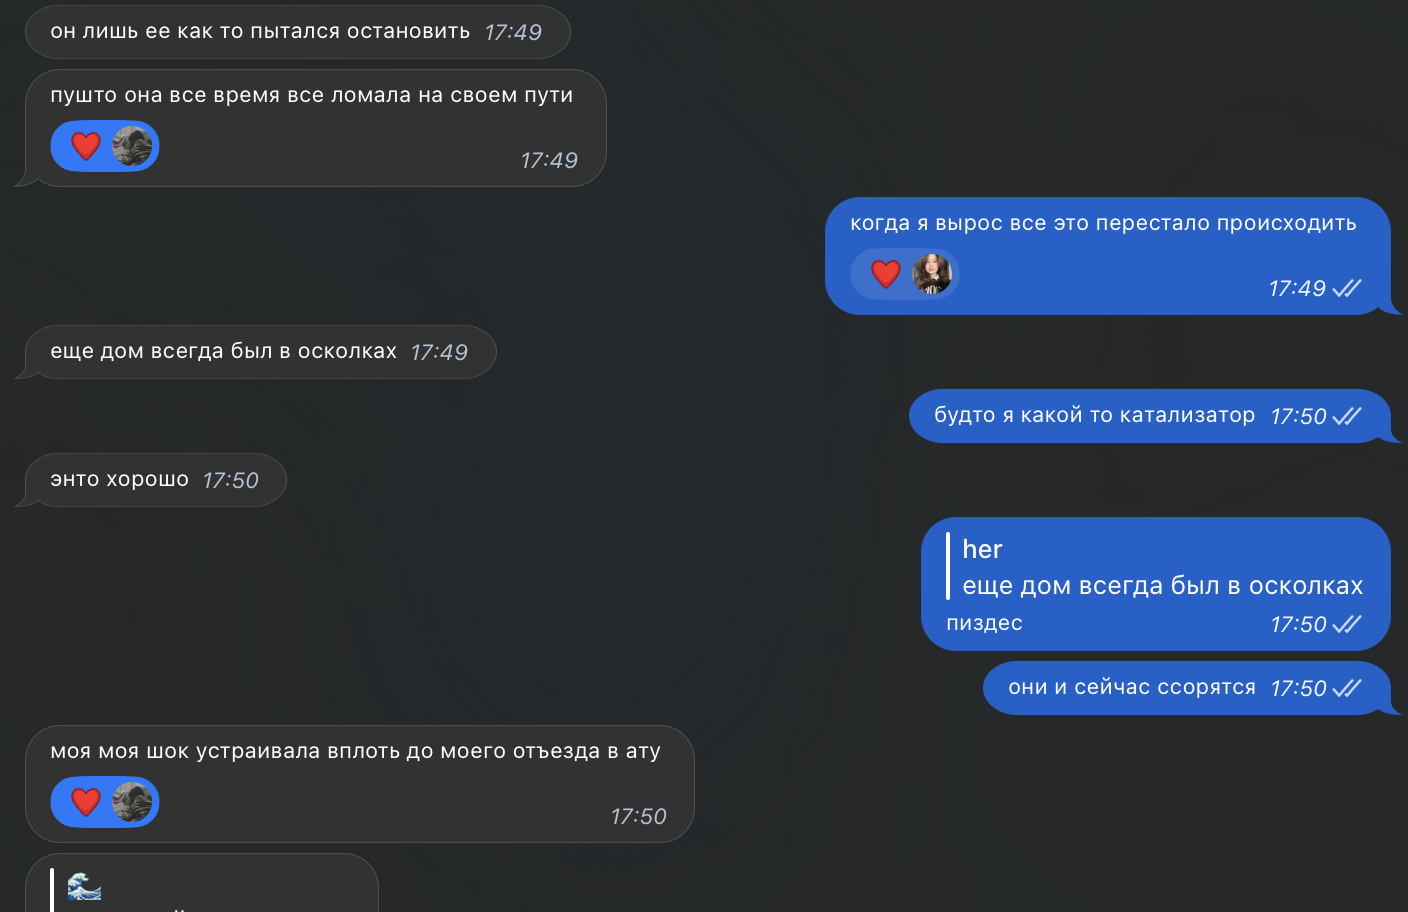 он лишь ее как то пытался остановить 17:49
пушто она все время все ломала на своем пути
17:49
когда я вырос все это перестало происходить
17:49
еще дом всегда был в осколках 17:49
будто я какой то катализатор 17:50
энто хорошо 17:50
her
еще дом всегда был в осколках
пиздес 17:50
они и сейчас ссорятся 17:50
моя моя шок устраивала вплоть до моего отъезда в ату
17:50